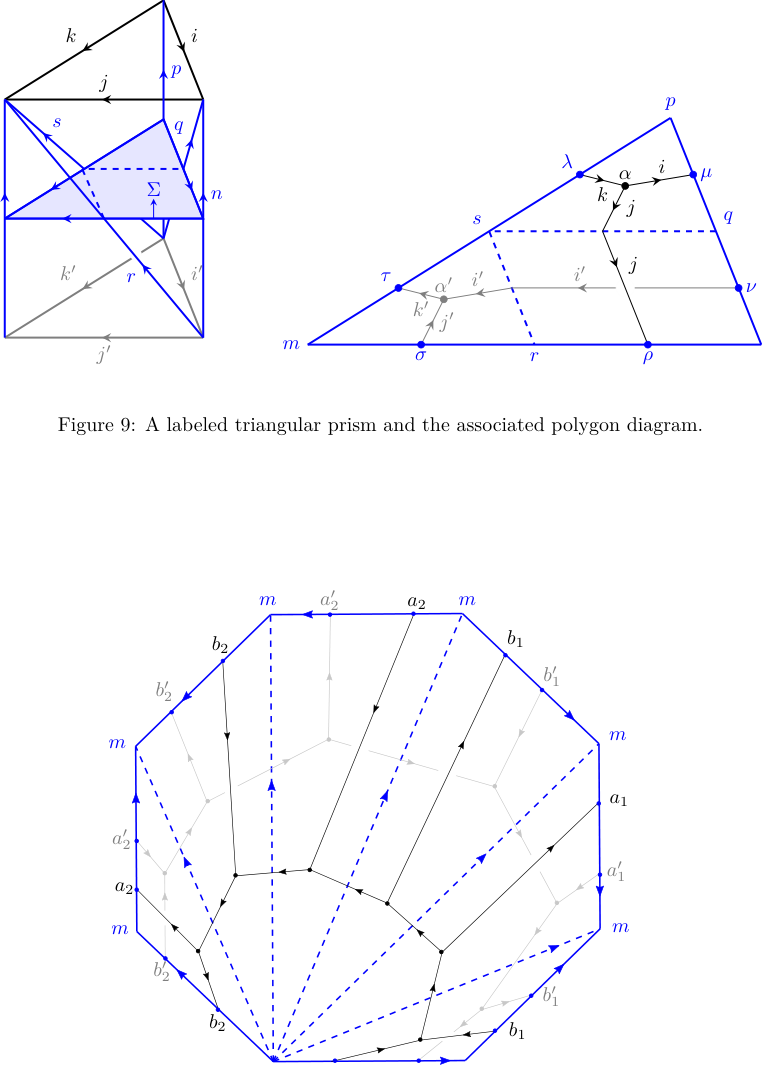 k i
p
j
s q
Σ n
k′ r i′
j′
p
λ α i μ
k j
s q
j
τ α′ i′ i′ ν
k′ j′
m σ r ρ
Figure 9: A labeled triangular prism and the associated polygon diagram.
m a′₂ a₂ m
b₂ b₁
b′₂ b′₁
m m
a₁
a′₂ a′₁
a₂
m m
b′₂ b′₁
b₂ b₁